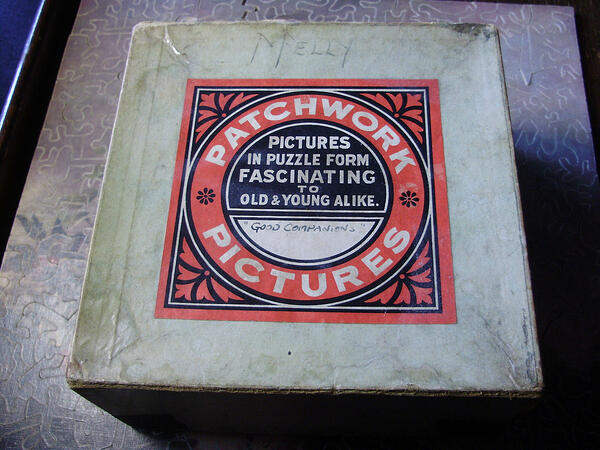 MELLY
PATCHWORK
PICTURES
IN PUZZLE FORM
FASCINATING
TO
OLD & YOUNG ALIKE.
"GOOD COMPANIONS"
PICTURES